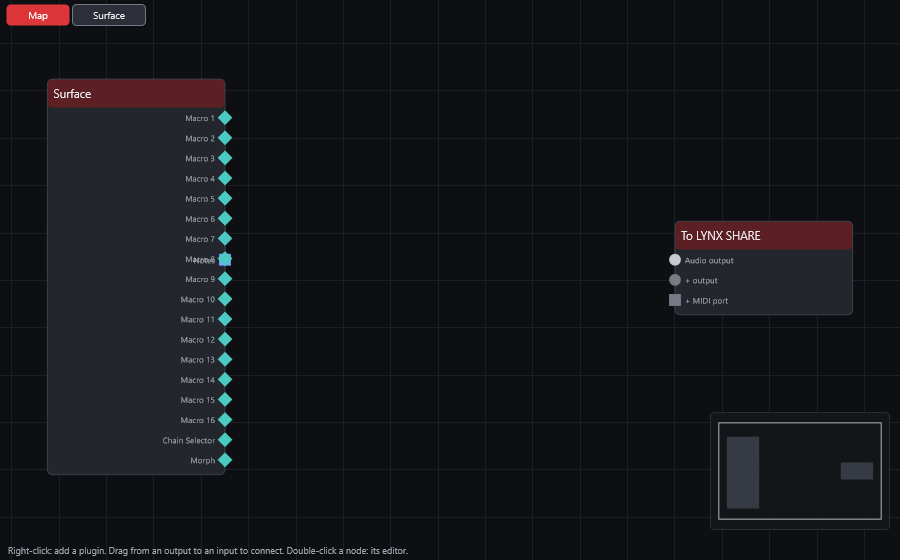 Map
Surface
Surface
Macro 1
Macro 2
Macro 3
Macro 4
Macro 5
Macro 6
Macro 7
Macro 8
Macro 9
Macro 10
Macro 11
Macro 12
Macro 13
Macro 14
Macro 15
Macro 16
Chain Selector
Morph
To LYNX SHARE
Audio output
+ output
+ MIDI port
Right-click: add a plugin. Drag from an output to an input to connect. Double-click a node: its editor.